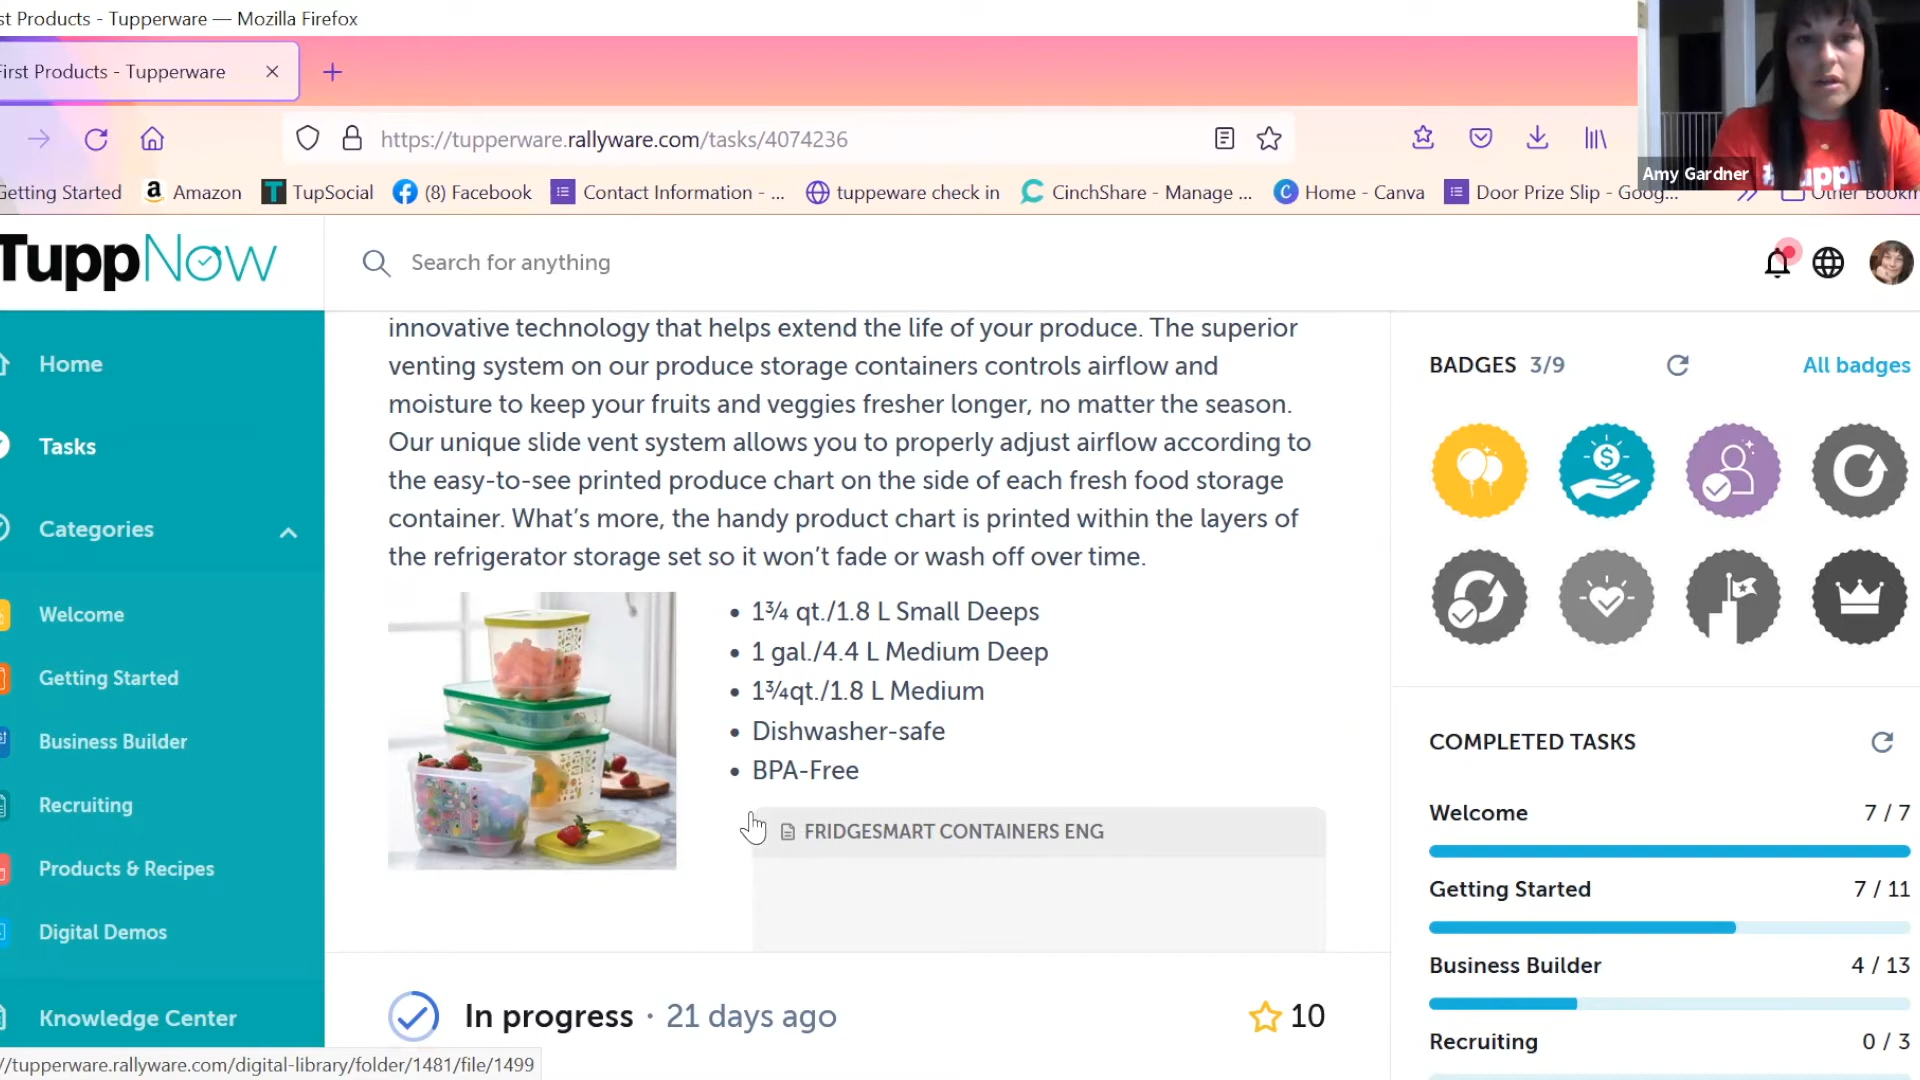 st Products - Tupperware — Mozilla Firefox
First Products - Tupperware
https://tupperware.rallyware.com/tasks/4074236
Getting Started
a Amazon
TupSocial
(8) Facebook
Contact Information - ...
tuppeware check in
CinchShare - Manage ...
Home - Canva
Door Prize Slip - Goog...
Other Bookm
Amy Gardner
TuppNow
Search for anything
Home
Tasks
Categories
Welcome
Getting Started
Business Builder
Recruiting
Products & Recipes
Digital Demos
Knowledge Center
innovative technology that helps extend the life of your produce. The superior
venting system on our produce storage containers controls airflow and
moisture to keep your fruits and veggies fresher longer, no matter the season.
Our unique slide vent system allows you to properly adjust airflow according to
the easy-to-see printed produce chart on the side of each fresh food storage
container. What’s more, the handy product chart is printed within the layers of
the refrigerator storage set so it won’t fade or wash off over time.
• 1¾ qt./1.8 L Small Deeps
• 1 gal./4.4 L Medium Deep
• 1¾qt./1.8 L Medium
• Dishwasher-safe
• BPA-Free
FRIDGESMART CONTAINERS ENG
In progress · 21 days ago
10
BADGES 3/9
All badges
COMPLETED TASKS
Welcome 7 / 7
Getting Started 7 / 11
Business Builder 4 / 13
Recruiting 0 / 3
//tupperware.rallyware.com/digital-library/folder/1481/file/1499